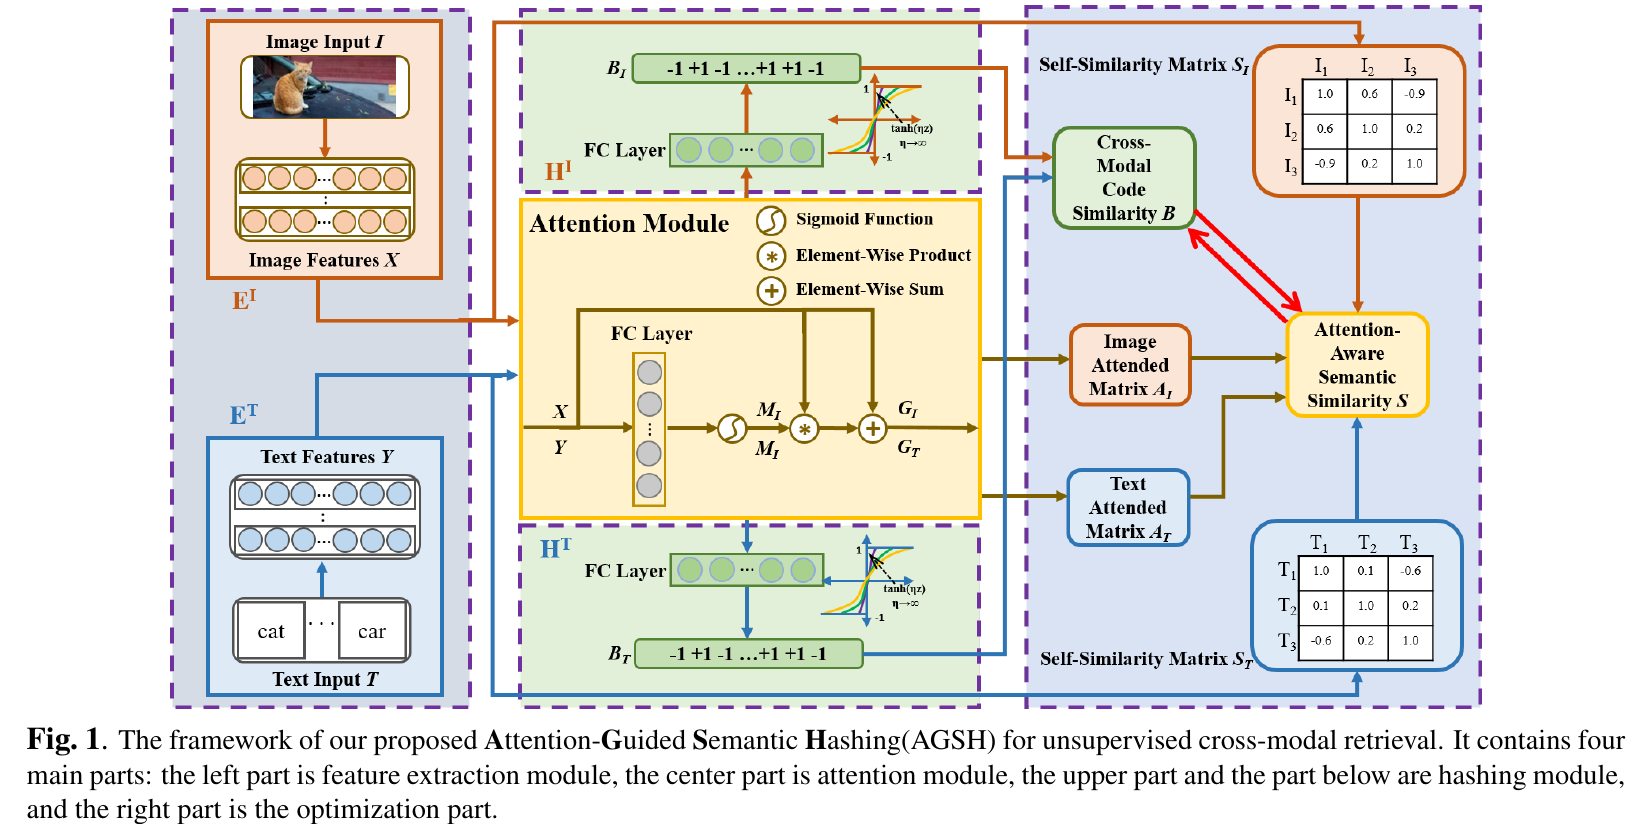 Image Input I
Image Features X
E^I
E^T
Text Features Y
cat ... car
Text Input T
B_I -1 +1 -1 ...+1 +1 -1
FC Layer ...
H^I
1
tanh(ηz)
η→∞
-1
Attention Module
Sigmoid Function
* Element-Wise Product
+ Element-Wise Sum
FC Layer
X
Y
M_I
M_I
*
+
G_I
G_T
H^T
FC Layer ...
1
tanh(ηz)
η→∞
-1
B_T -1 +1 -1 ...+1 +1 -1
Self-Similarity Matrix S_I
I_1 I_2 I_3
I_1 1.0 0.6 -0.9
I_2 0.6 1.0 0.2
I_3 -0.9 0.2 1.0
Cross-
Modal
Code
Similarity B
Image
Attended
Matrix A_I
Attention-
Aware
Semantic
Similarity S
Text
Attended
Matrix A_T
T_1 T_2 T_3
T_1 1.0 0.1 -0.6
T_2 0.1 1.0 0.2
T_3 -0.6 0.2 1.0
Self-Similarity Matrix S_T
Fig. 1. The framework of our proposed Attention-Guided Semantic Hashing(AGSH) for unsupervised cross-modal retrieval. It contains four
main parts: the left part is feature extraction module, the center part is attention module, the upper part and the part below are hashing module,
and the right part is the optimization part.